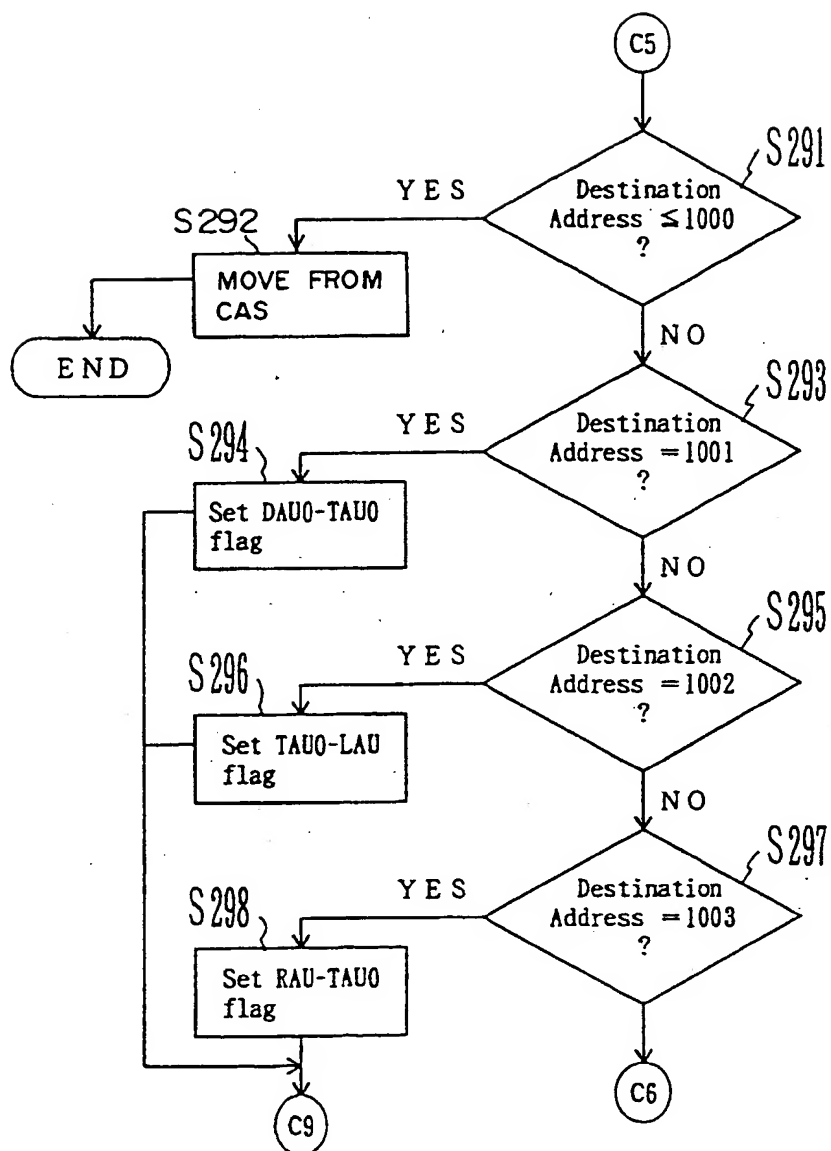 C5
S291
Destination
Address ≦1000
?
YES
S292
MOVE FROM
CAS
END
NO
S293
Destination
Address =1001
?
YES
S294
Set DAU0-TAU0
flag
NO
S295
Destination
Address =1002
?
YES
S296
Set TAU0-LAU
flag
NO
S297
Destination
Address =1003
?
YES
S298
Set RAU-TAU0
flag
C9
C6